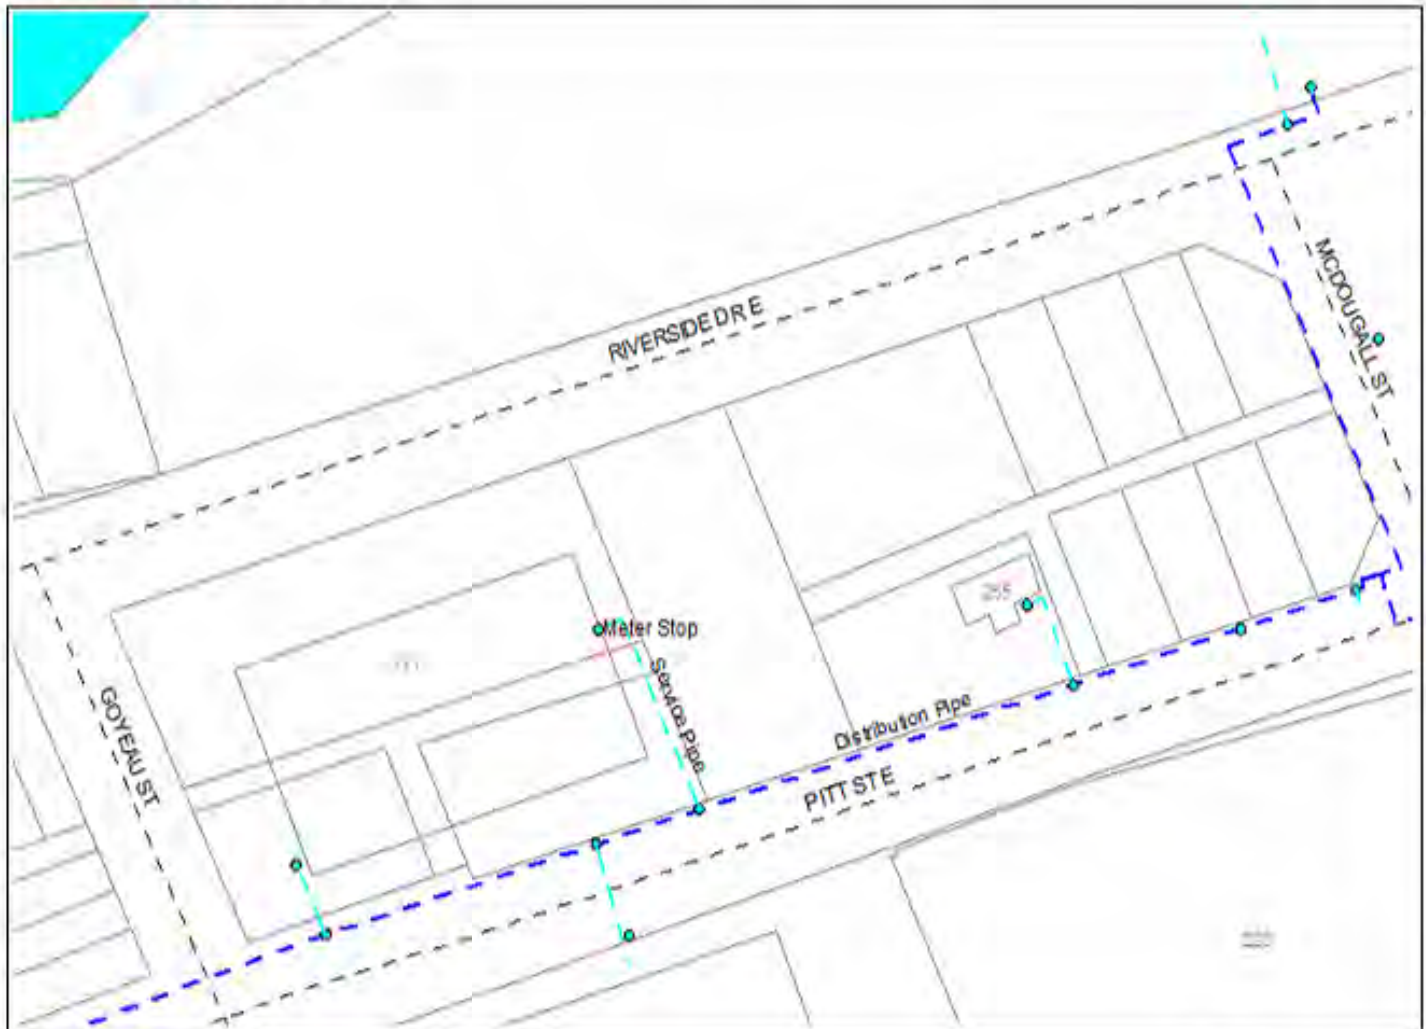 RIVERSIDE DR E
MCDOUGALL ST
255
Meter Stop
Service Pipe
GOYEAU ST
Distribution Pipe
PITT ST E